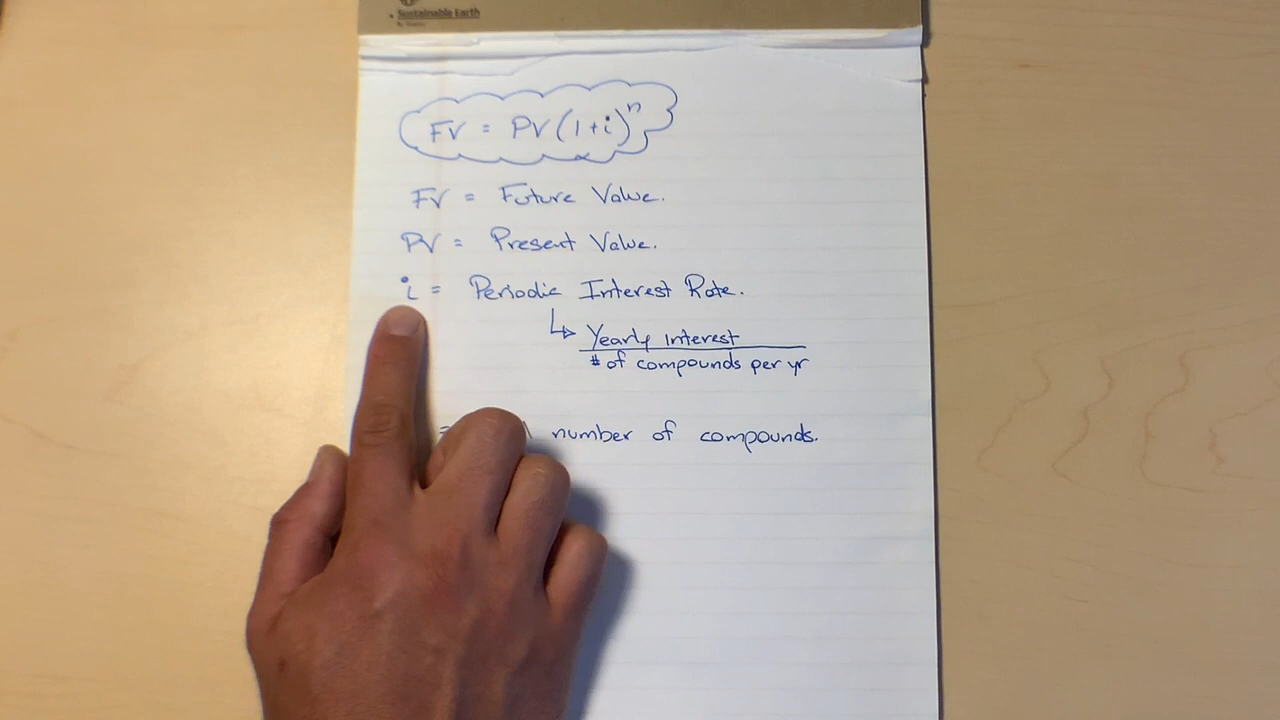 Sustainable Earth
FV = PV(1+i)^n
FV = Future Value.
PV = Present Value.
i = Periodic Interest Rate.
↳ Yearly interest
# of compounds per yr
= number of compounds.